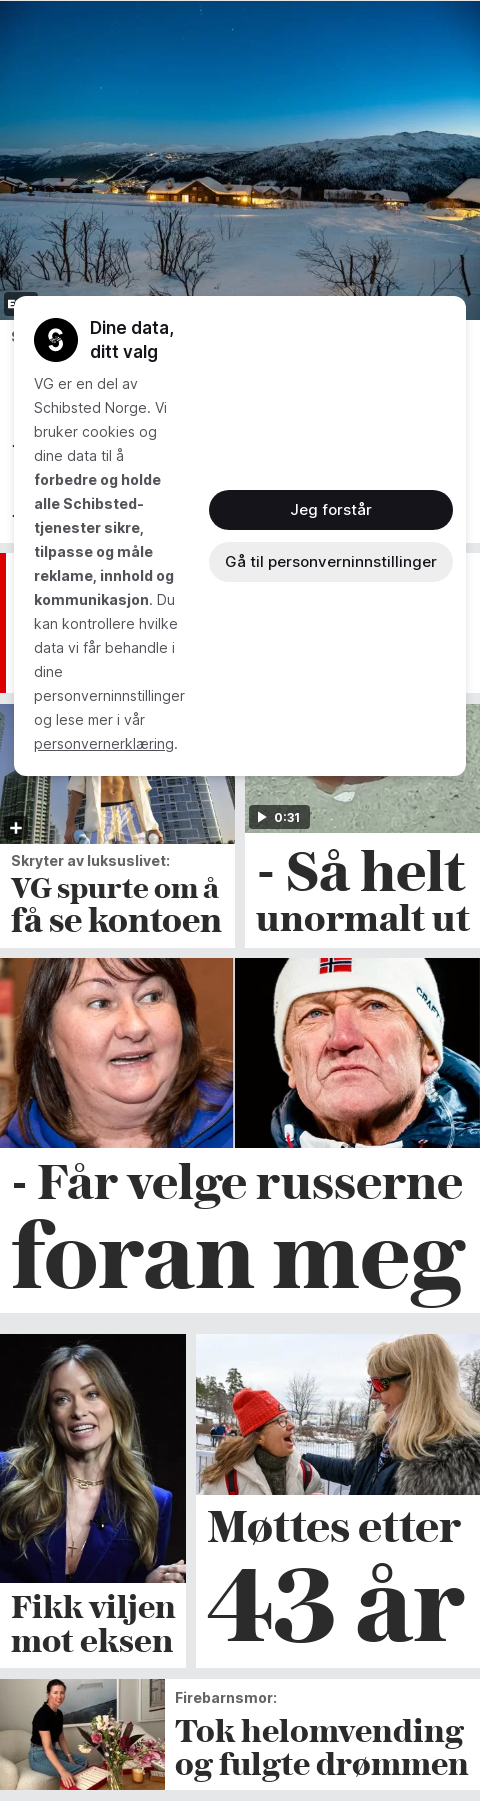 Dine data,
ditt valg
VG er en del av
Schibsted Norge. Vi
bruker cookies og
dine data til å
forbedre og holde
alle Schibsted-
tjenester sikre,
tilpasse og måle
reklame, innhold og
kommunikasjon. Du
kan kontrollere hvilke
data vi får behandle i
dine
personverninnstillinger
og lese mer i vår
personvernerklæring.
Jeg forstår
Gå til personverninnstillinger
0:31
Skryter av luksuslivet:
VG spurte om å
få se kontoen
- Så helt
unormalt ut
CRAFT
- Får velge russerne
foran meg
Fikk viljen
mot eksen
Møttes etter
43 år
Firebarnsmor:
Tok helomvending
og fulgte drømmen